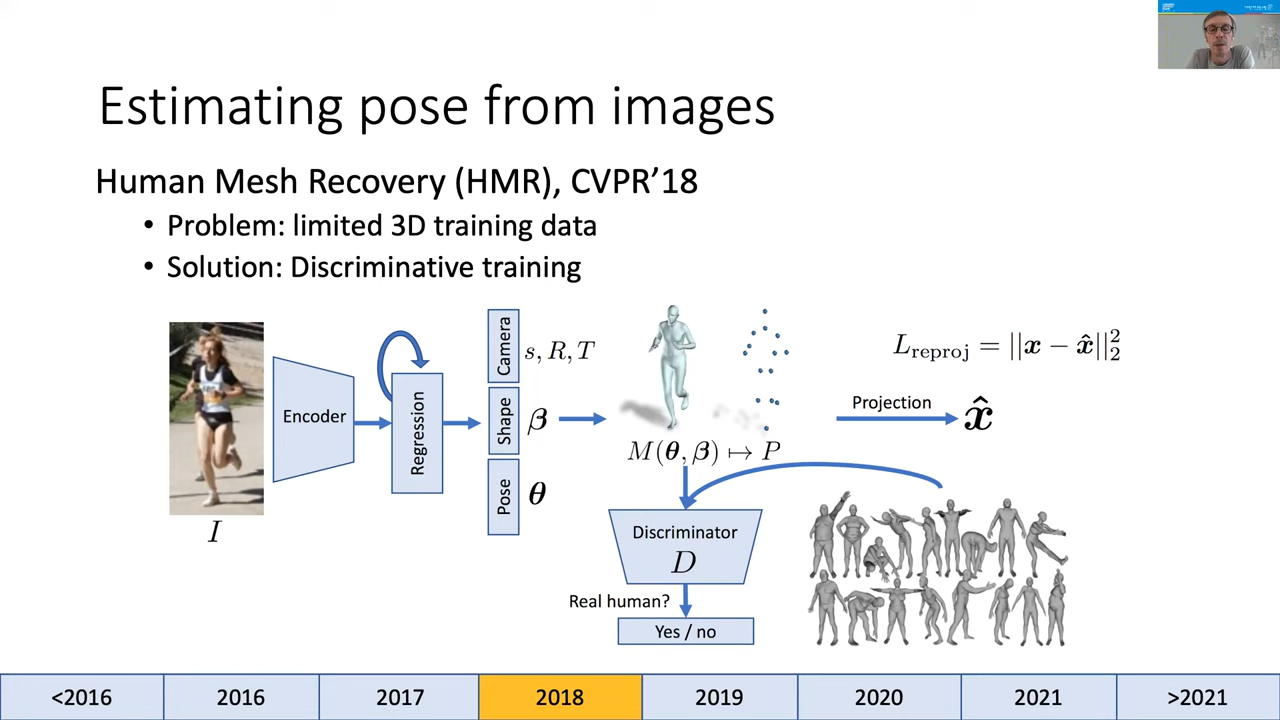 Estimating pose from images
Human Mesh Recovery (HMR), CVPR’18
• Problem: limited 3D training data
• Solution: Discriminative training
I
Encoder
Regression
Camera
s, R, T
Shape
β
Pose
θ
M(θ, β) ↦ P
Projection
x̂
L_reproj = ||x − x̂||₂²
Discriminator
D
Real human?
Yes / no
<2016 2016 2017 2018 2019 2020 2021 >2021